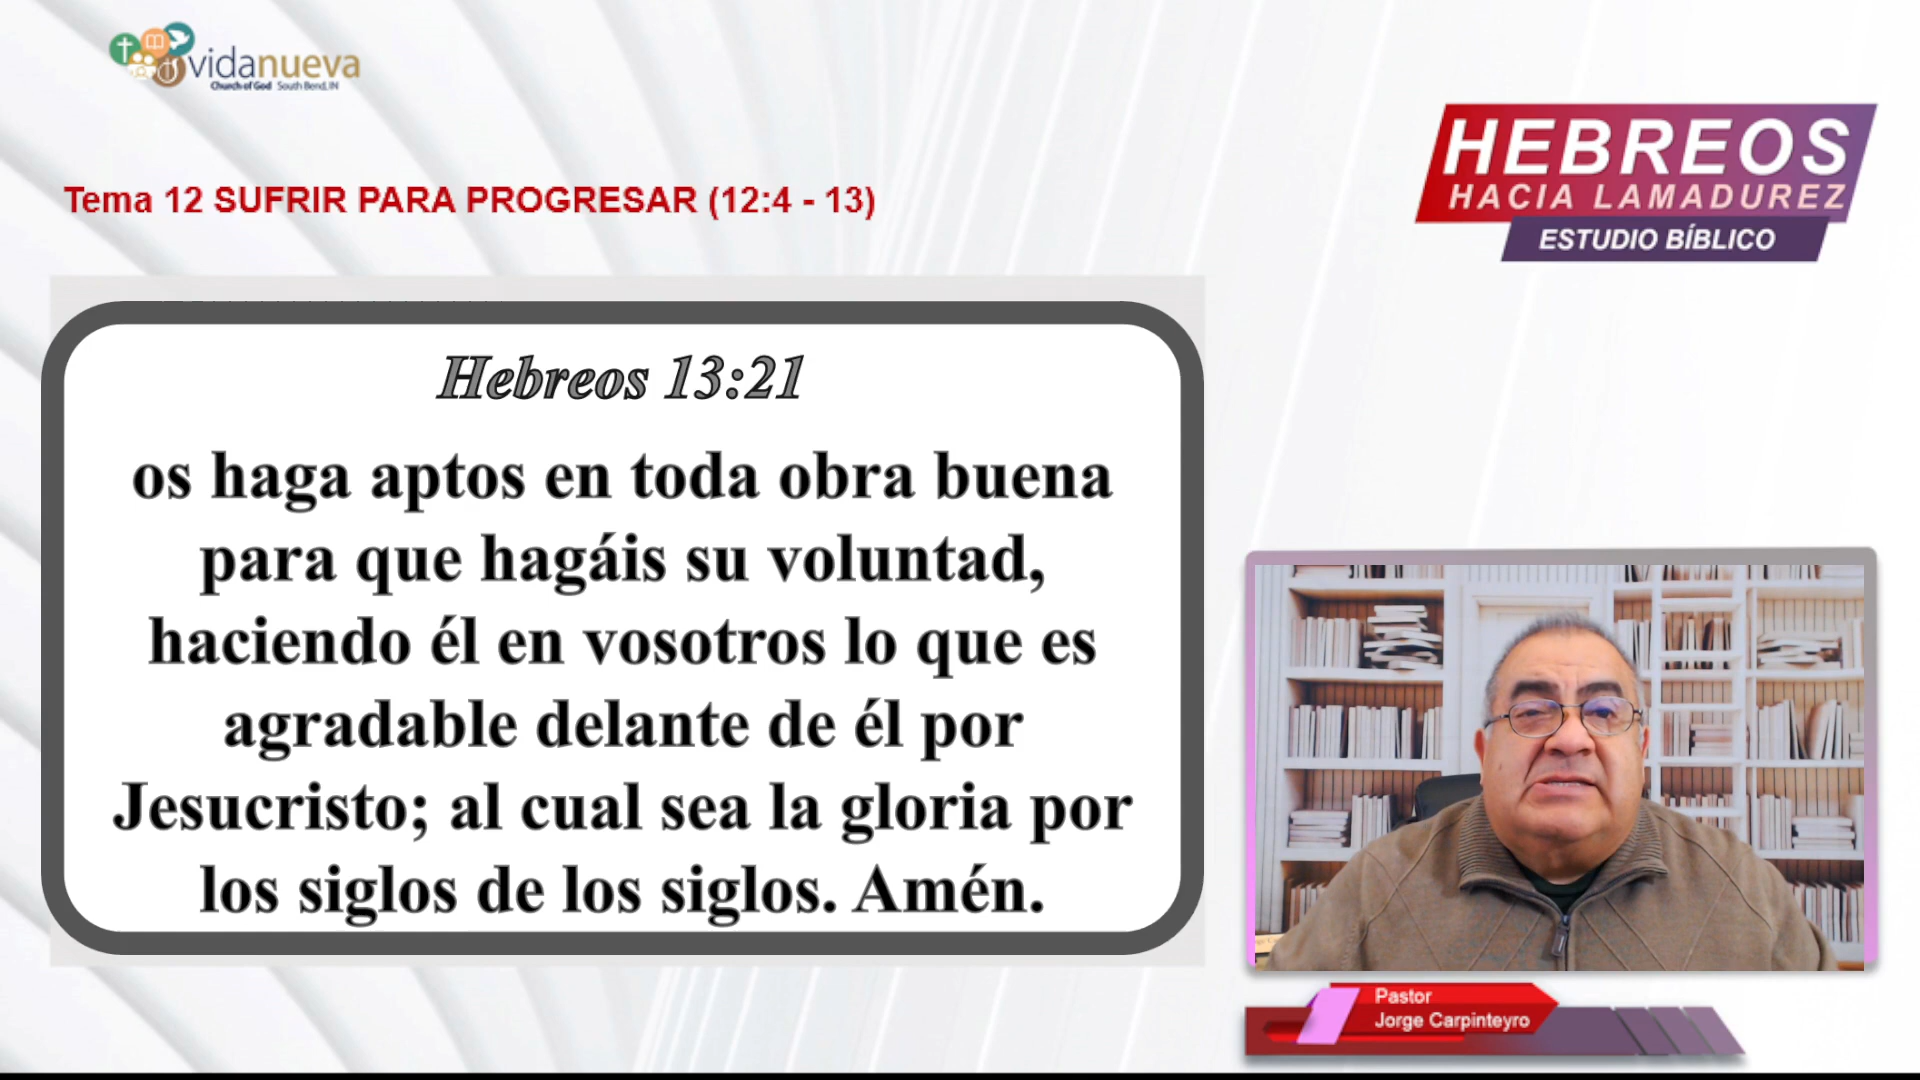 vidanueva
Church of God South Bend, IN
HEBREOS
HACIA LAMADUREZ
ESTUDIO BÍBLICO
Tema 12 SUFRIR PARA PROGRESAR (12:4 - 13)
Hebreos 13:21
os haga aptos en toda obra buena
para que hagáis su voluntad,
haciendo él en vosotros lo que es
agradable delante de él por
Jesucristo; al cual sea la gloria por
los siglos de los siglos. Amén.
Pastor
Jorge Carpinteyro